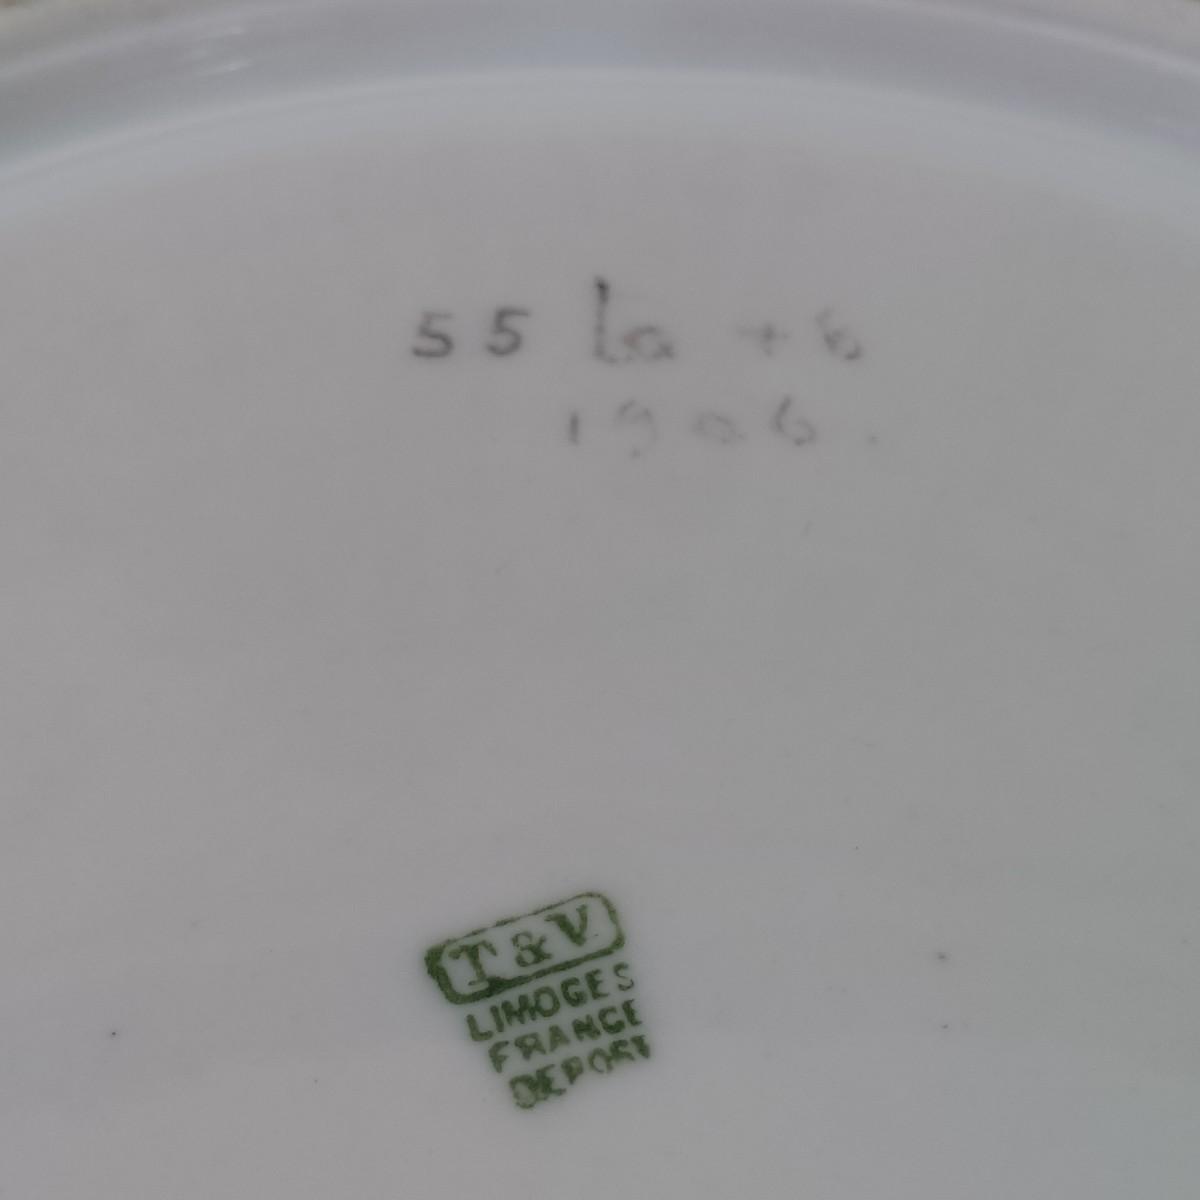 55 la + b
1906.
T & V
LIMOGES
FRANCE
DEPOSE